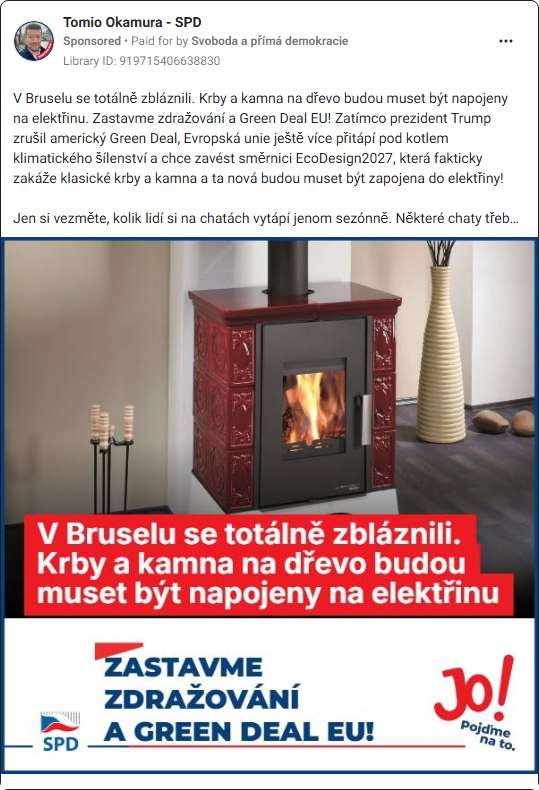 Tomio Okamura - SPD
Sponsored • Paid for by Svoboda a přímá demokracie
Library ID: 919715406638830
V Bruselu se totálně zbláznili. Krby a kamna na dřevo budou muset být napojeny
na elektřinu. Zastavme zdražování a Green Deal EU! Zatímco prezident Trump
zrušil americký Green Deal, Evropská unie ještě více přitápí pod kotlem
klimatického šílenství a chce zavést směrnici EcoDesign2027, která fakticky
zakáže klasické krby a kamna a ta nová budou muset být zapojena do elektřiny!
Jen si vezměte, kolik lidí si na chatách vytápí jenom sezónně. Některé chaty třeb...
V Bruselu se totálně zbláznili.
Krby a kamna na dřevo budou
muset být napojeny na elektřinu
ZASTAVME
ZDRAŽOVÁNÍ
A GREEN DEAL EU!
SPD
Jo!
Pojďme
na to.